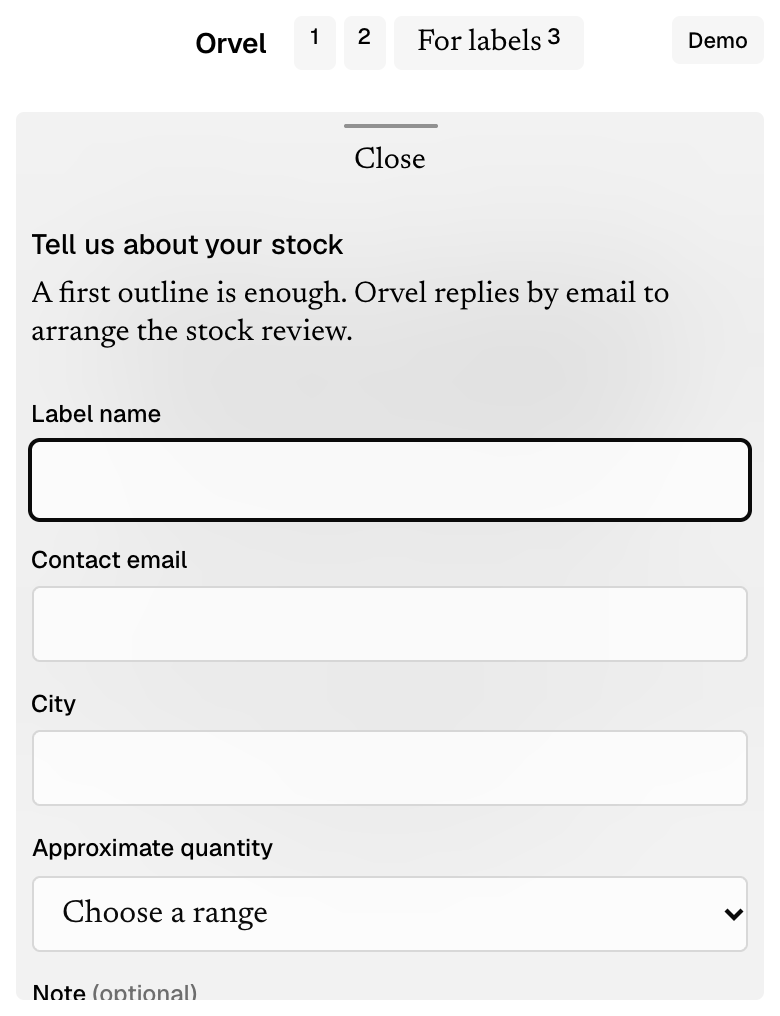 Orvel 1 2 For labels 3 Demo
Close
Tell us about your stock
A first outline is enough. Orvel replies by email to
arrange the stock review.
Label name
Contact email
City
Approximate quantity
Choose a range
Note (optional)